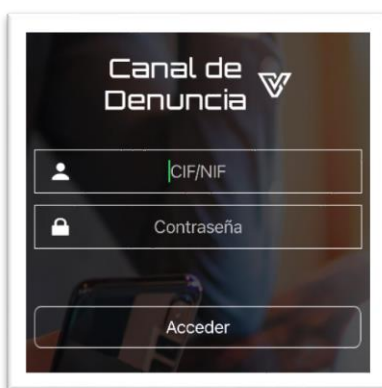 Canal de
Denuncia
CIF/NIF
Contraseña
Acceder